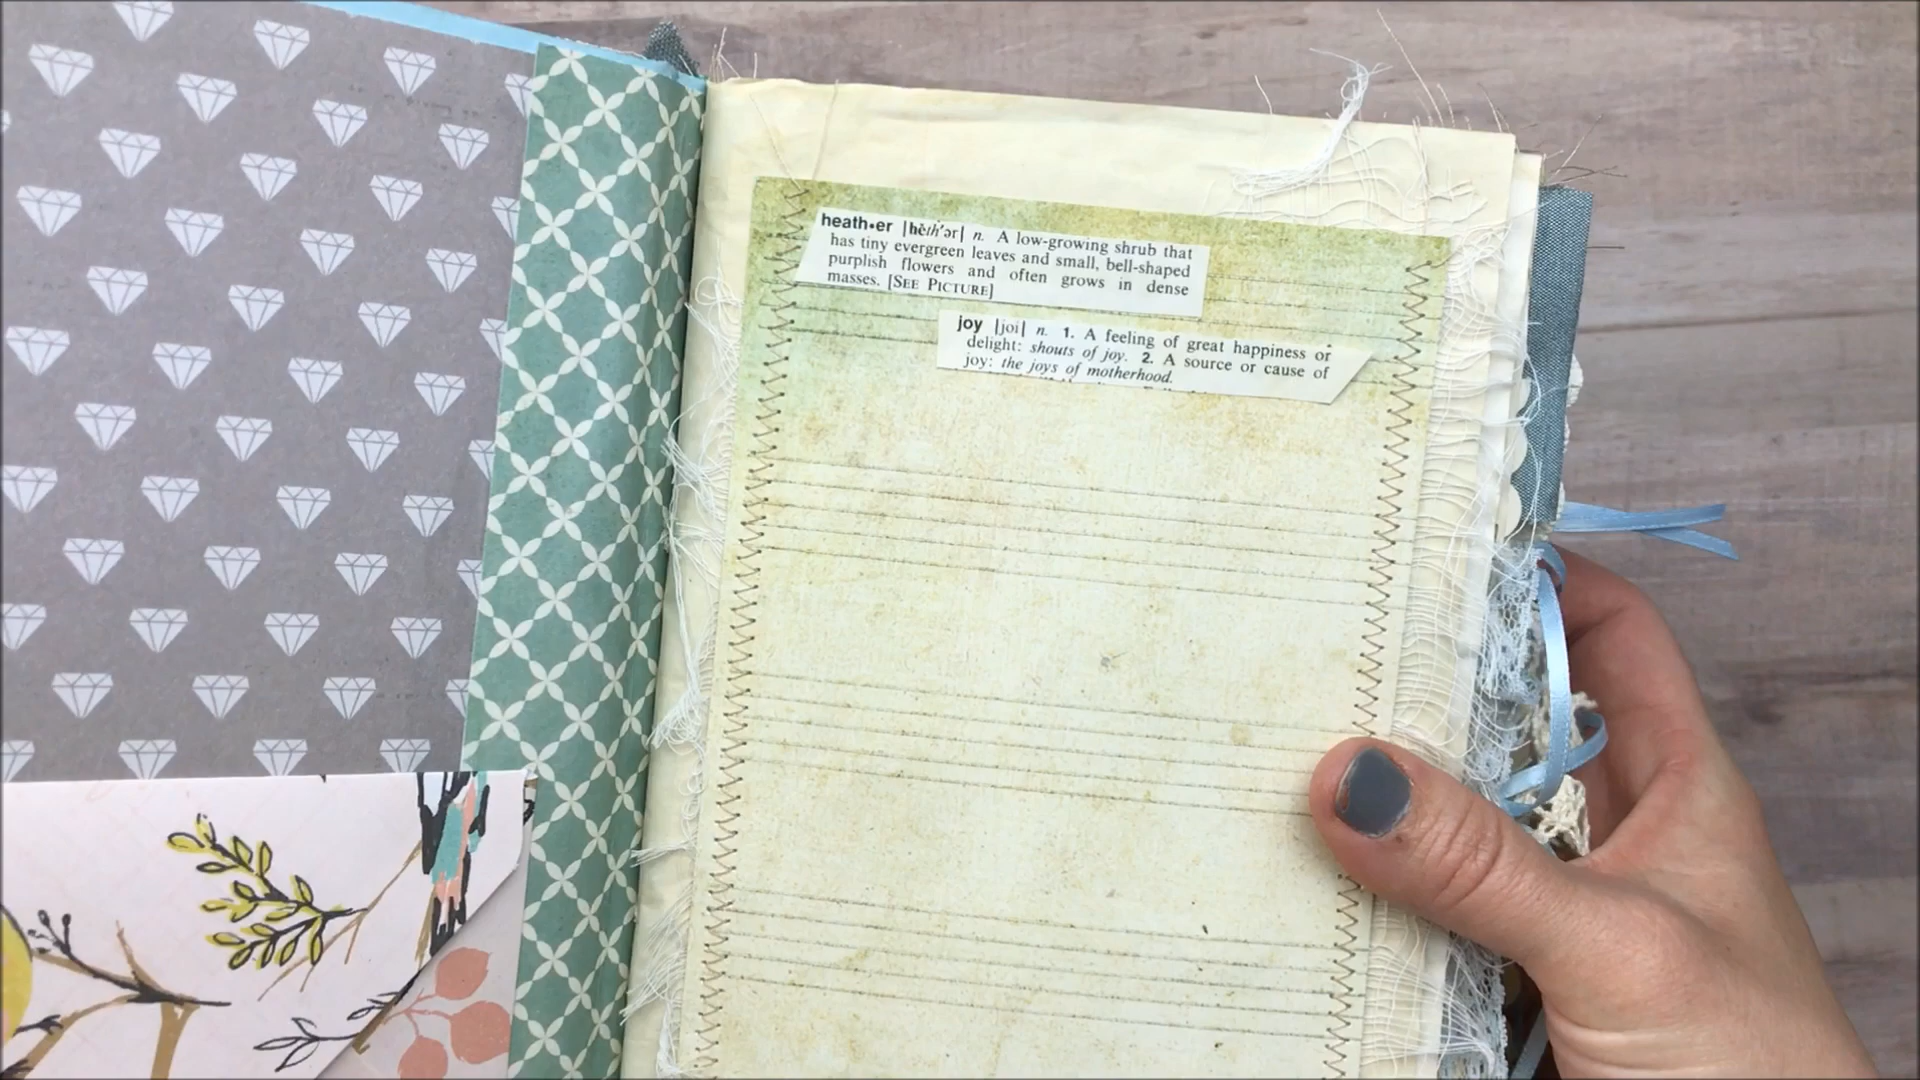 heath•er |hĕth′ər| n. A low-growing shrub that
has tiny evergreen leaves and small, bell-shaped
purplish flowers and often grows in dense
masses. [SEE PICTURE]
joy |joi| n. 1. A feeling of great happiness or
delight: shouts of joy. 2. A source or cause of
joy: the joys of motherhood.